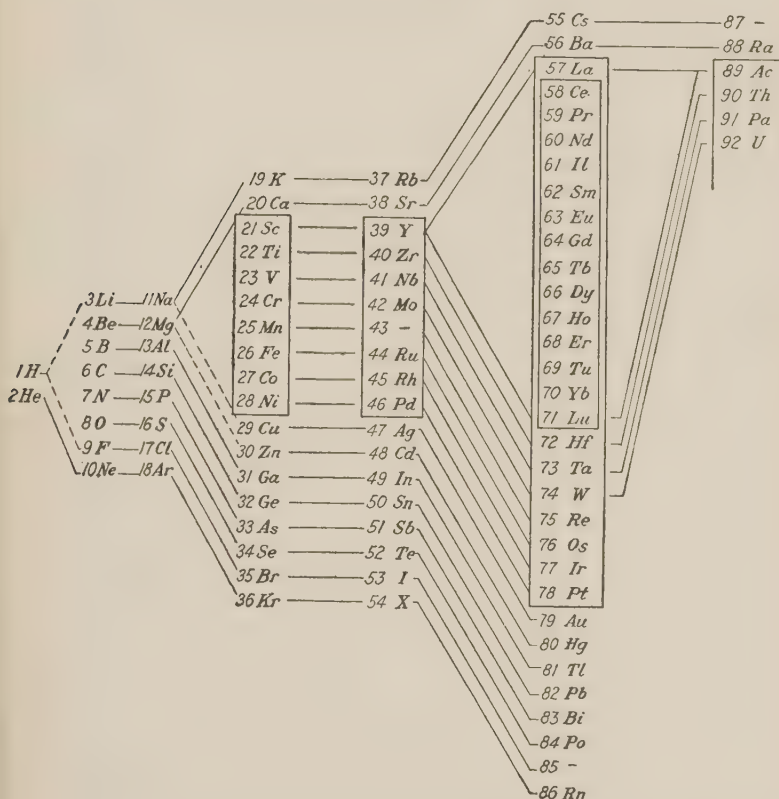 1 H
2 He
3 Li
4 Be
5 B
6 C
7 N
8 O
9 F
10 Ne
11 Na
12 Mg
13 Al
14 Si
15 P
16 S
17 Cl
18 Ar
19 K
20 Ca
21 Sc
22 Ti
23 V
24 Cr
25 Mn
26 Fe
27 Co
28 Ni
29 Cu
30 Zn
31 Ga
32 Ge
33 As
34 Se
35 Br
36 Kr
37 Rb
38 Sr
39 Y
40 Zr
41 Nb
42 Mo
43 -
44 Ru
45 Rh
46 Pd
47 Ag
48 Cd
49 In
50 Sn
51 Sb
52 Te
53 I
54 X
55 Cs
56 Ba
57 La
58 Ce
59 Pr
60 Nd
61 Il
62 Sm
63 Eu
64 Gd
65 Tb
66 Dy
67 Ho
68 Er
69 Tu
70 Yb
71 Lu
72 Hf
73 Ta
74 W
75 Re
76 Os
77 Ir
78 Pt
79 Au
80 Hg
81 Tl
82 Pb
83 Bi
84 Po
85 -
86 Rn
87 -
88 Ra
89 Ac
90 Th
91 Pa
92 U